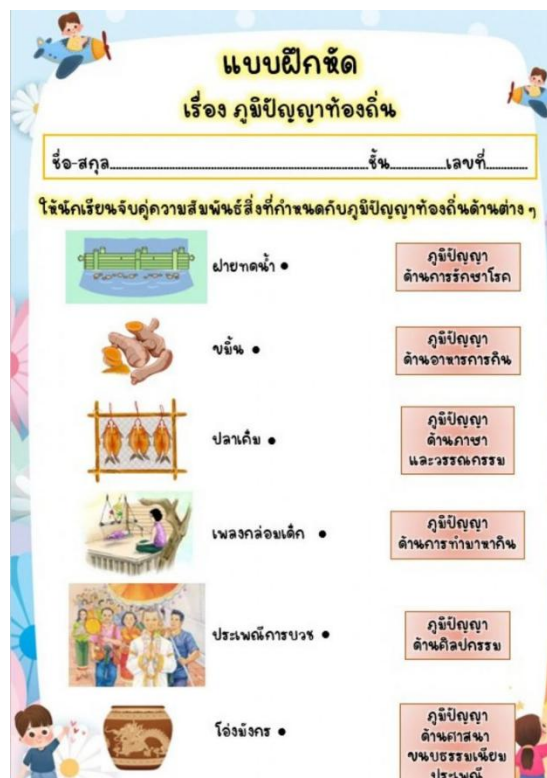 แบบฝึกหัด
เรื่อง ภูมิปัญญาท้องถิ่น
ชื่อ-สกุล..........ชั้น..........เลขที่..........
ให้นักเรียนจับคู่ความสัมพันธ์สิ่งที่กำหนดกับภูมิปัญญาท้องถิ่นด้านต่าง ๆ
ฝายทดน้ำ ●
ภูมิปัญญา
ด้านการรักษาโรค
ขมิ้น ●
ภูมิปัญญา
ด้านอาหารการกิน
ปลาเค็ม ●
ภูมิปัญญา
ด้านภาษา
และวรรณกรรม
เพลงกล่อมเด็ก ●
ภูมิปัญญา
ด้านการทำมาหากิน
ประเพณีการบวช ●
ภูมิปัญญา
ด้านศิลปกรรม
โอ่งมังกร ●
ภูมิปัญญา
ด้านศาสนา
ขนบธรรมเนียม
ประเพณี